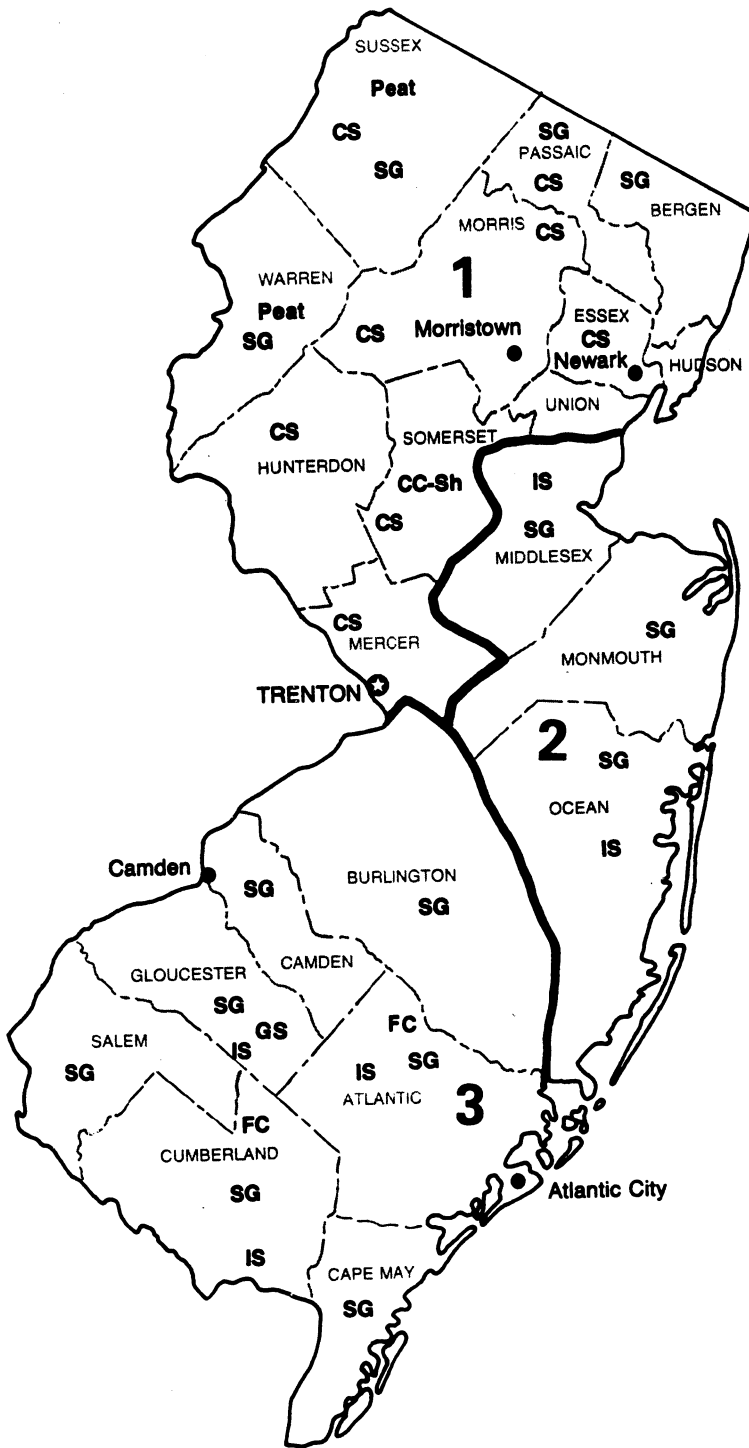 SUSSEX
Peat
CS
SG
SG
PASSAIC
CS
SG
BERGEN
MORRIS
CS
1
WARREN
Peat
SG
CS
Morristown
ESSEX
CS
Newark
HUDSON
UNION
CS
HUNTERDON
SOMERSET
CC-Sh
CS
IS
SG
MIDDLESEX
CS
MERCER
TRENTON
SG
MONMOUTH
2
SG
OCEAN
IS
Camden
SG
BURLINGTON
SG
CAMDEN
GLOUCESTER
SG
GS
IS
SALEM
SG
FC
IS
SG
ATLANTIC
3
FC
CUMBERLAND
SG
IS
Atlantic City
CAPE MAY
SG